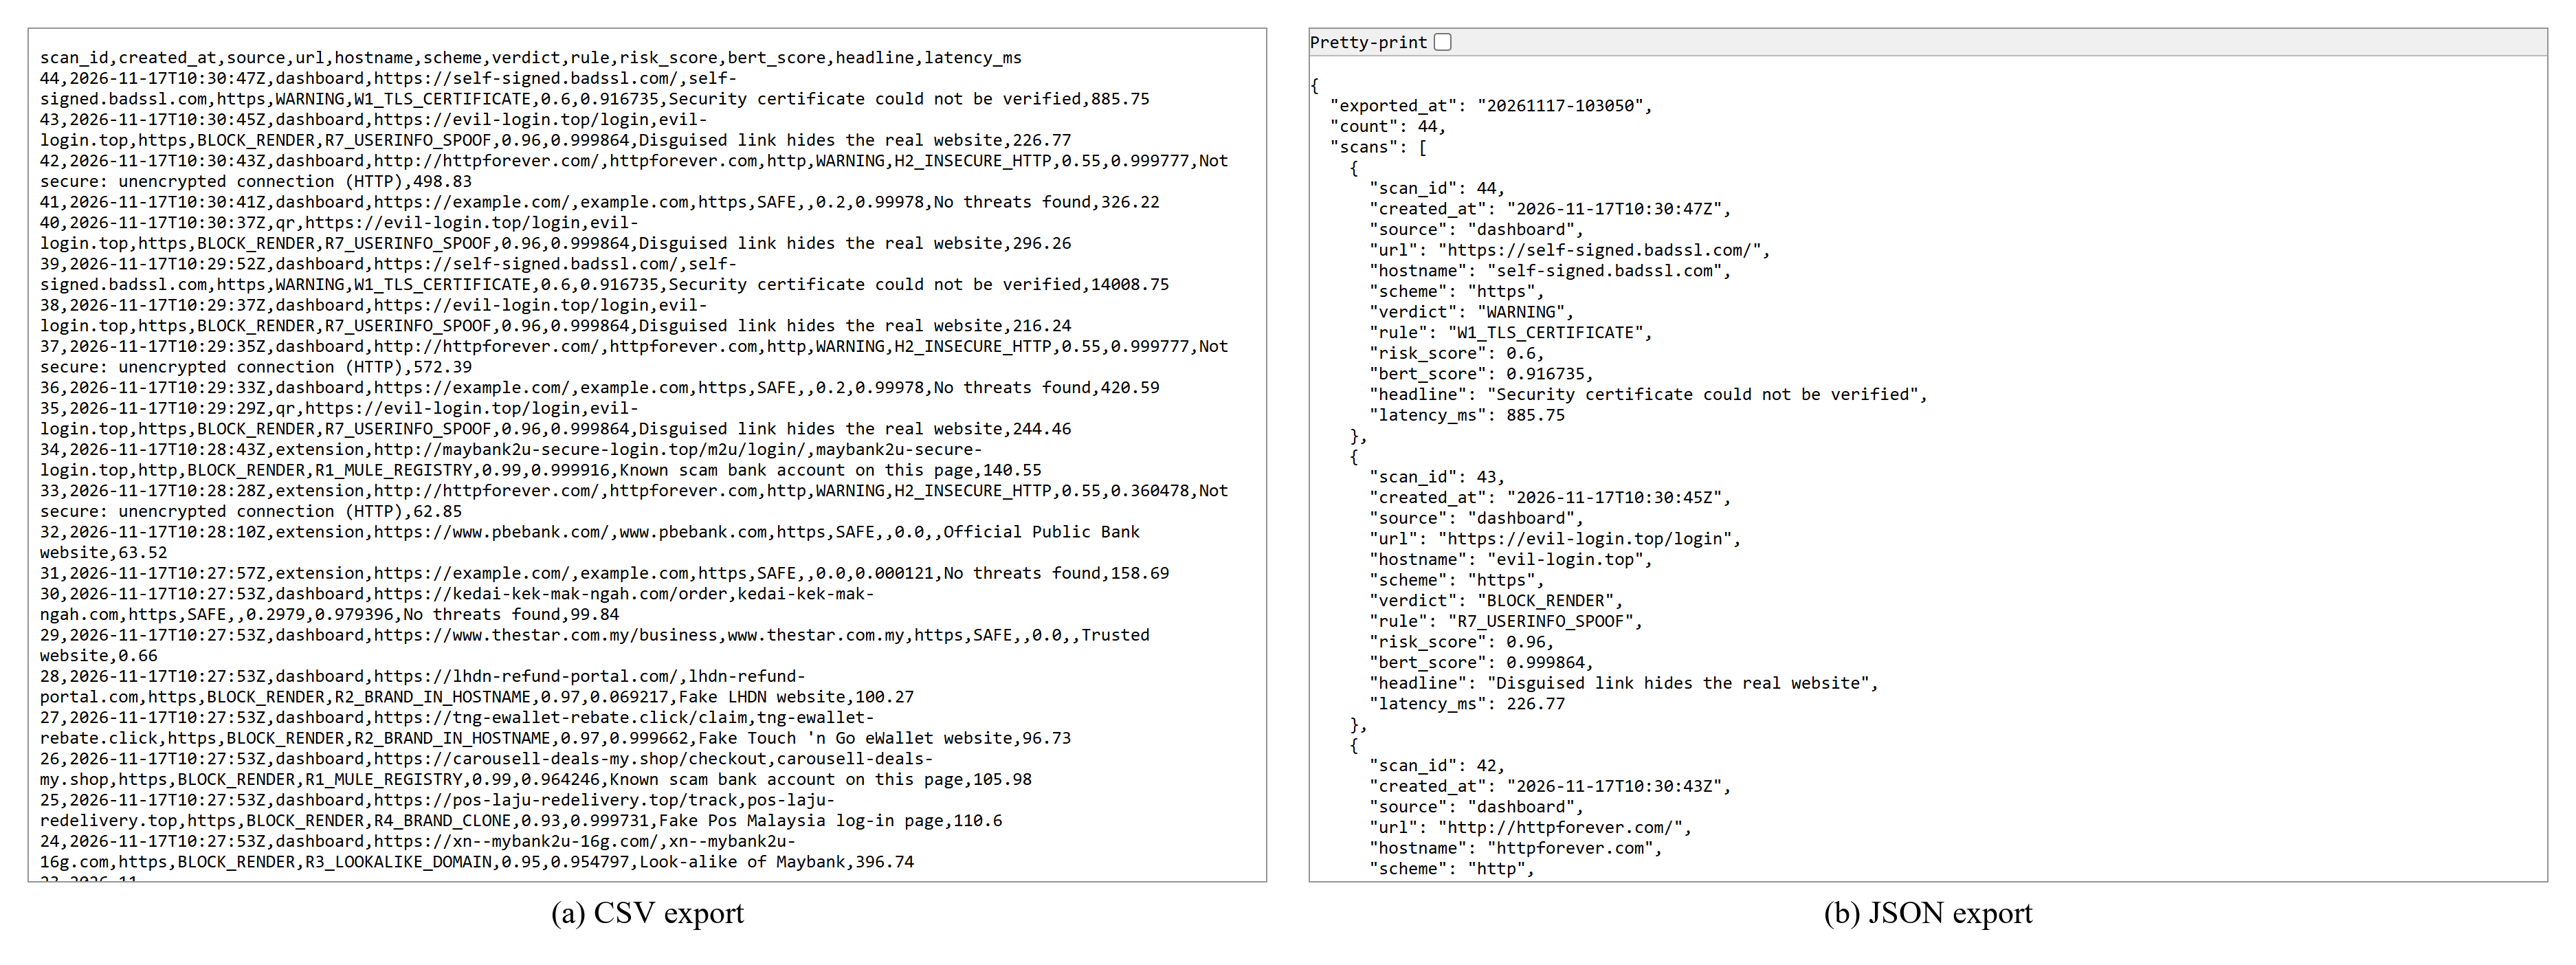 scan_id,created_at,source,url,hostname,scheme,verdict,rule,risk_score,bert_score,headline,latency_ms
44,2026-11-17T10:30:47Z,dashboard,https://self-signed.badssl.com/,self-
signed.badssl.com,https,WARNING,W1_TLS_CERTIFICATE,0.6,0.916735,Security certificate could not be verified,885.75
43,2026-11-17T10:30:45Z,dashboard,https://evil-login.top/login,evil-
login.top,https,BLOCK_RENDER,R7_USERINFO_SPOOF,0.96,0.999864,Disguised link hides the real website,226.77
42,2026-11-17T10:30:43Z,dashboard,http://httpforever.com/,httpforever.com,http,WARNING,H2_INSECURE_HTTP,0.55,0.999777,Not
secure: unencrypted connection (HTTP),498.83
41,2026-11-17T10:30:41Z,dashboard,https://example.com/,example.com,https,SAFE,,0.2,0.99978,No threats found,326.22
40,2026-11-17T10:30:37Z,qr,https://evil-login.top/login,evil-
login.top,https,BLOCK_RENDER,R7_USERINFO_SPOOF,0.96,0.999864,Disguised link hides the real website,296.26
39,2026-11-17T10:29:52Z,dashboard,https://self-signed.badssl.com/,self-
signed.badssl.com,https,WARNING,W1_TLS_CERTIFICATE,0.6,0.916735,Security certificate could not be verified,14008.75
38,2026-11-17T10:29:37Z,dashboard,https://evil-login.top/login,evil-
login.top,https,BLOCK_RENDER,R7_USERINFO_SPOOF,0.96,0.999864,Disguised link hides the real website,216.24
37,2026-11-17T10:29:35Z,dashboard,http://httpforever.com/,httpforever.com,http,WARNING,H2_INSECURE_HTTP,0.55,0.999777,Not
secure: unencrypted connection (HTTP),572.39
36,2026-11-17T10:29:33Z,dashboard,https://example.com/,example.com,https,SAFE,,0.2,0.99978,No threats found,420.59
35,2026-11-17T10:29:29Z,qr,https://evil-login.top/login,evil-
login.top,https,BLOCK_RENDER,R7_USERINFO_SPOOF,0.96,0.999864,Disguised link hides the real website,244.46
34,2026-11-17T10:28:43Z,extension,http://maybank2u-secure-login.top/m2u/login/,maybank2u-secure-
login.top,http,BLOCK_RENDER,R1_MULE_REGISTRY,0.99,0.999916,Known scam bank account on this page,140.55
33,2026-11-17T10:28:28Z,extension,http://httpforever.com/,httpforever.com,http,WARNING,H2_INSECURE_HTTP,0.55,0.360478,Not
secure: unencrypted connection (HTTP),62.85
32,2026-11-17T10:28:10Z,extension,https://www.pbebank.com/,www.pbebank.com,https,SAFE,,0.0,,Official Public Bank
website,63.52
31,2026-11-17T10:27:57Z,extension,https://example.com/,example.com,https,SAFE,,0.0,0.000121,No threats found,158.69
30,2026-11-17T10:27:53Z,dashboard,https://kedai-kek-mak-ngah.com/order,kedai-kek-mak-
ngah.com,https,SAFE,,0.2979,0.979396,No threats found,99.84
29,2026-11-17T10:27:53Z,dashboard,https://www.thestar.com.my/business,www.thestar.com.my,https,SAFE,,0.0,,Trusted
website,0.66
28,2026-11-17T10:27:53Z,dashboard,https://lhdn-refund-portal.com/,lhdn-refund-
portal.com,https,BLOCK_RENDER,R2_BRAND_IN_HOSTNAME,0.97,0.069217,Fake LHDN website,100.27
27,2026-11-17T10:27:53Z,dashboard,https://tng-ewallet-rebate.click/claim,tng-ewallet-
rebate.click,https,BLOCK_RENDER,R2_BRAND_IN_HOSTNAME,0.97,0.999662,Fake Touch 'n Go eWallet website,96.73
26,2026-11-17T10:27:53Z,dashboard,https://carousell-deals-my.shop/checkout,carousell-deals-
my.shop,https,BLOCK_RENDER,R1_MULE_REGISTRY,0.99,0.964246,Known scam bank account on this page,105.98
25,2026-11-17T10:27:53Z,dashboard,https://pos-laju-redelivery.top/track,pos-laju-
redelivery.top,https,BLOCK_RENDER,R4_BRAND_CLONE,0.93,0.999731,Fake Pos Malaysia log-in page,110.6
24,2026-11-17T10:27:53Z,dashboard,https://xn--mybank2u-16g.com/,xn--mybank2u-
16g.com,https,BLOCK_RENDER,R3_LOOKALIKE_DOMAIN,0.95,0.954797,Look-alike of Maybank,396.74
(a) CSV export
Pretty-print
{
"exported_at": "20261117-103050",
"count": 44,
"scans": [
{
"scan_id": 44,
"created_at": "2026-11-17T10:30:47Z",
"source": "dashboard",
"url": "https://self-signed.badssl.com/",
"hostname": "self-signed.badssl.com",
"scheme": "https",
"verdict": "WARNING",
"rule": "W1_TLS_CERTIFICATE",
"risk_score": 0.6,
"bert_score": 0.916735,
"headline": "Security certificate could not be verified",
"latency_ms": 885.75
},
{
"scan_id": 43,
"created_at": "2026-11-17T10:30:45Z",
"source": "dashboard",
"url": "https://evil-login.top/login",
"hostname": "evil-login.top",
"scheme": "https",
"verdict": "BLOCK_RENDER",
"rule": "R7_USERINFO_SPOOF",
"risk_score": 0.96,
"bert_score": 0.999864,
"headline": "Disguised link hides the real website",
"latency_ms": 226.77
},
{
"scan_id": 42,
"created_at": "2026-11-17T10:30:43Z",
"source": "dashboard",
"url": "http://httpforever.com/",
"hostname": "httpforever.com",
"scheme": "http",
(b) JSON export